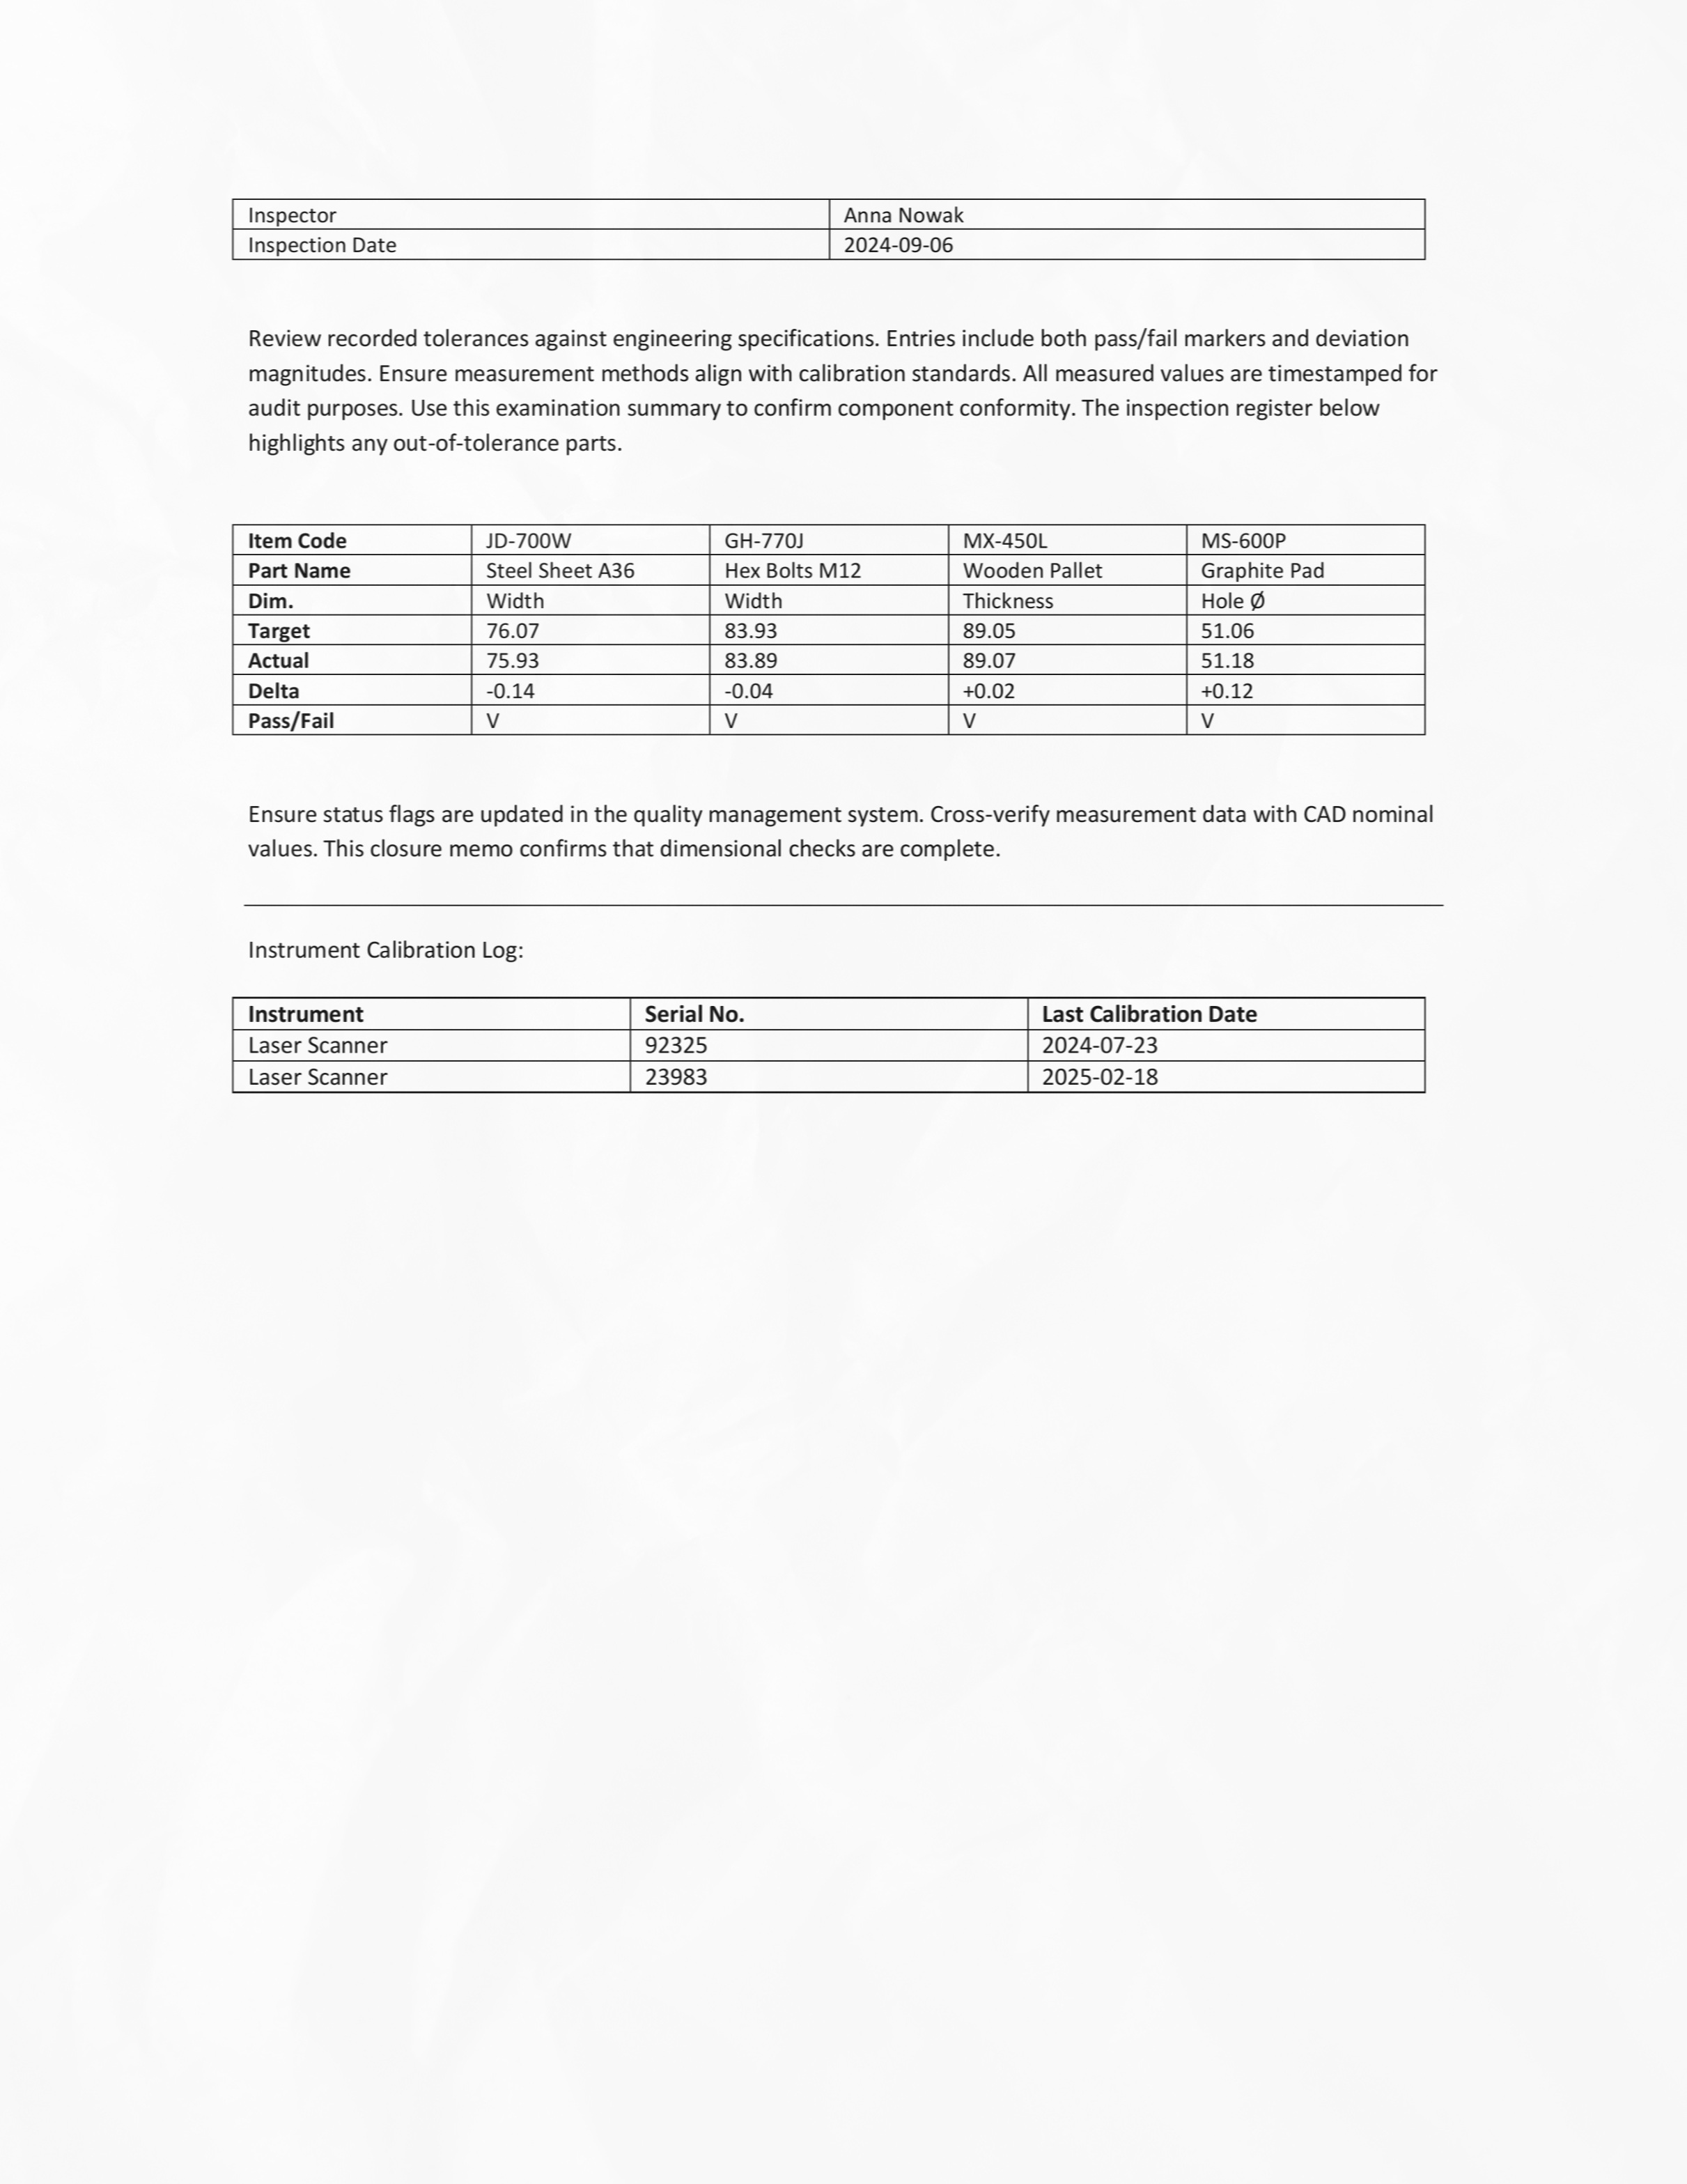 Inspector Anna Nowak
Inspection Date 2024-09-06
Review recorded tolerances against engineering specifications. Entries include both pass/fail markers and deviation
magnitudes. Ensure measurement methods align with calibration standards. All measured values are timestamped for
audit purposes. Use this examination summary to confirm component conformity. The inspection register below
highlights any out-of-tolerance parts.
Item Code JD-700W GH-770J MX-450L MS-600P
Part Name Steel Sheet A36 Hex Bolts M12 Wooden Pallet Graphite Pad
Dim. Width Width Thickness Hole Ø
Target 76.07 83.93 89.05 51.06
Actual 75.93 83.89 89.07 51.18
Delta -0.14 -0.04 +0.02 +0.12
Pass/Fail V V V V
Ensure status flags are updated in the quality management system. Cross-verify measurement data with CAD nominal
values. This closure memo confirms that dimensional checks are complete.
Instrument Calibration Log:
Instrument Serial No. Last Calibration Date
Laser Scanner 92325 2024-07-23
Laser Scanner 23983 2025-02-18